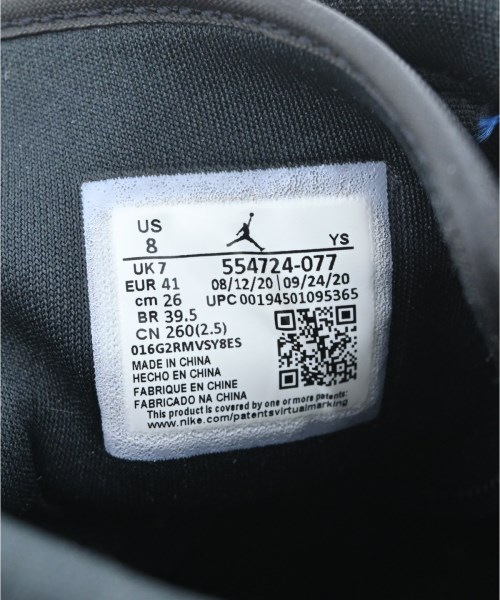 US
8
YS
UK 7 554724-077
EUR 41 08/12/20 09/24/20
cm 26 UPC 00194501095365
BR 39.5
CN 260(2.5)
016G2RMVSY8ES
MADE IN CHINA
HECHO EN CHINA
FABRIQUE EN CHINE
FABRICADO NA CHINA
This product is covered by one or more patents:
www.nike.com/patentsvirtualmarking